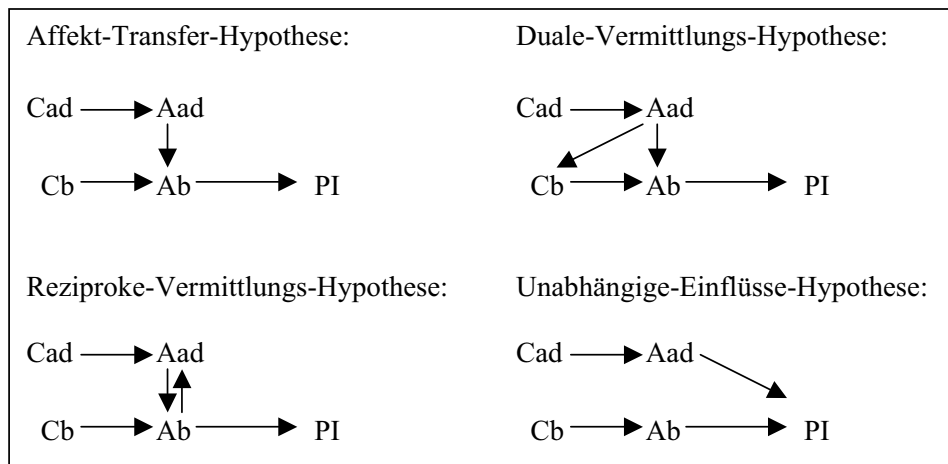 Affekt-Transfer-Hypothese:
Cad Aad
Cb Ab PI
Duale-Vermittlungs-Hypothese:
Cad Aad
Cb Ab PI
Reziproke-Vermittlungs-Hypothese:
Cad Aad
Cb Ab PI
Unabhängige-Einflüsse-Hypothese:
Cad Aad
Cb Ab PI